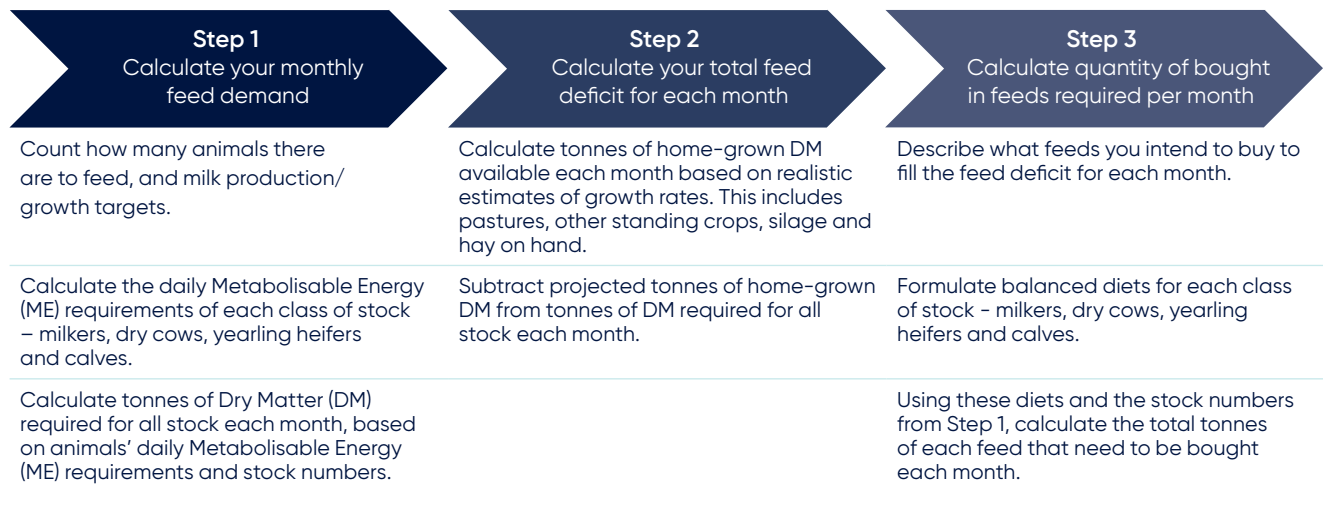 Step 1
Calculate your monthly
feed demand
Step 2
Calculate your total feed
deficit for each month
Step 3
Calculate quantity of bought
in feeds required per month
Count how many animals there
are to feed, and milk production/
growth targets.
Calculate tonnes of home-grown DM
available each month based on realistic
estimates of growth rates. This includes
pastures, other standing crops, silage and
hay on hand.
Describe what feeds you intend to buy to
fill the feed deficit for each month.
Calculate the daily Metabolisable Energy
(ME) requirements of each class of stock
– milkers, dry cows, yearling heifers
and calves.
Subtract projected tonnes of home-grown
DM from tonnes of DM required for all
stock each month.
Formulate balanced diets for each class
of stock - milkers, dry cows, yearling
heifers and calves.
Calculate tonnes of Dry Matter (DM)
required for all stock each month, based
on animals’ daily Metabolisable Energy
(ME) requirements and stock numbers.
Using these diets and the stock numbers
from Step 1, calculate the total tonnes
of each feed that need to be bought
each month.